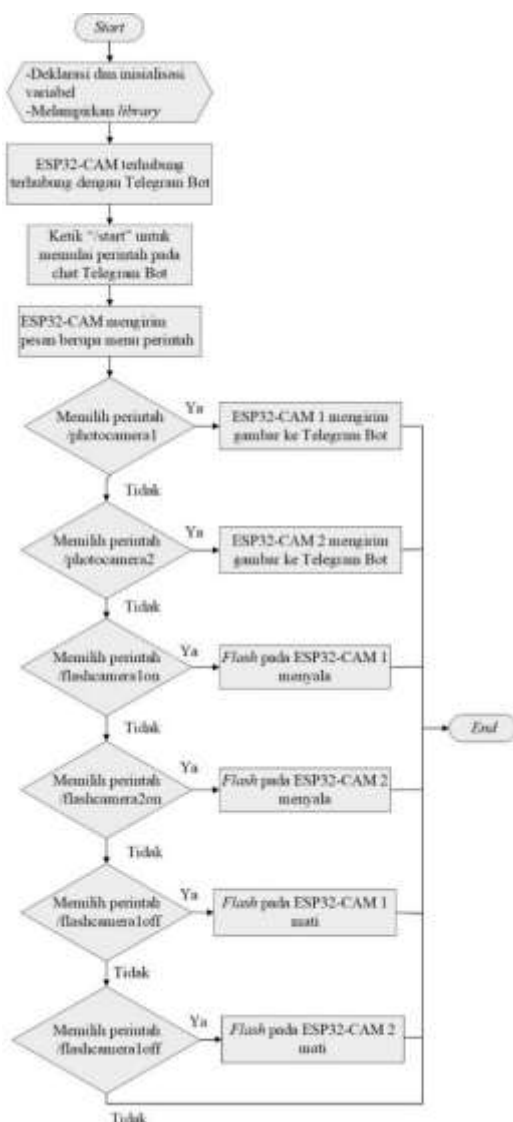 Start
-Deklarasi dan inisialisasi
variabel
-Melampirkan library
ESP32-CAM terhubung
terhubung dengan Telegram Bot
Ketik "/start" untuk
memulai perintah pada
chat Telegram Bot
ESP32-CAM mengirim
pesan berupa menu perintah
Memilih perintah
/photocamera1
Ya
ESP32-CAM 1 mengirim
gambar ke Telegram Bot
Tidak
Memilih perintah
/photocamera2
Ya
ESP32-CAM 2 mengirim
gambar ke Telegram Bot
Tidak
Memilih perintah
/flashcamera1on
Ya
Flash pada ESP32-CAM 1
menyala
End
Tidak
Memilih perintah
/flashcamera2on
Ya
Flash pada ESP32-CAM 2
menyala
Tidak
Memilih perintah
/flashcamera1off
Ya
Flash pada ESP32-CAM 1
mati
Tidak
Memilih perintah
/flashcamera1off
Ya
Flash pada ESP32-CAM 2
mati
Tidak